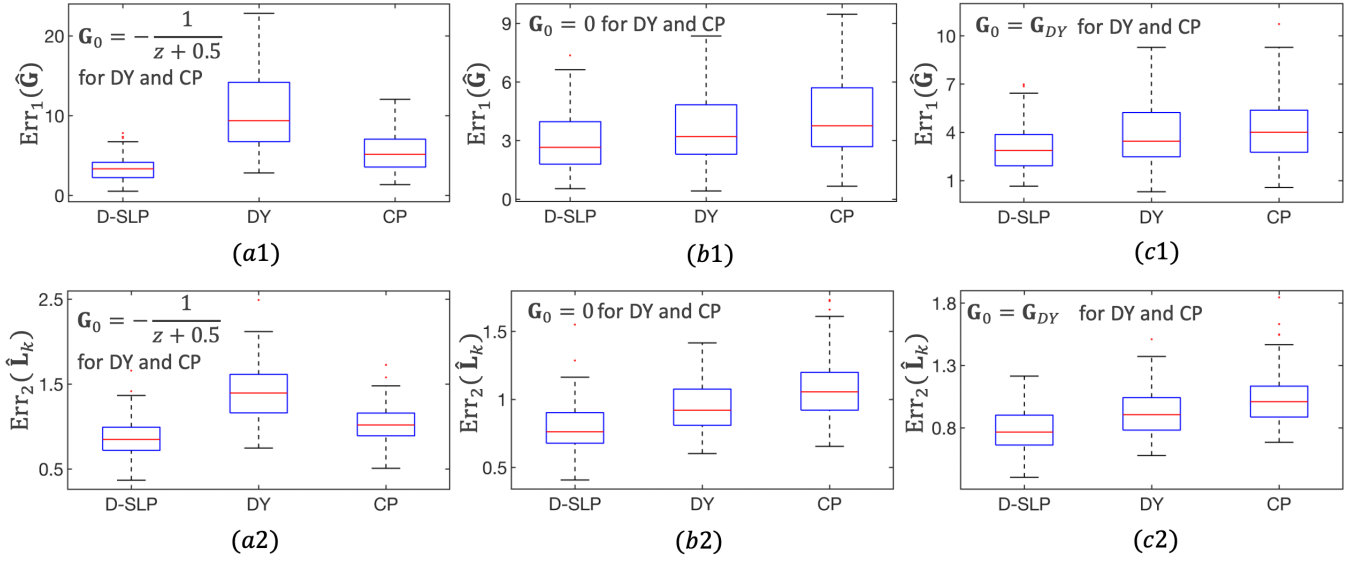 Err₁(Ĝ)
20
10
0
G₀ = − 1 / (z + 0.5)
for DY and CP
D-SLP DY CP
(a1)
Err₁(Ĝ)
9
6
3
0
G₀ = 0 for DY and CP
D-SLP DY CP
(b1)
Err₁(Ĝ)
10
7
4
1
G₀ = G_DY for DY and CP
D-SLP DY CP
(c1)
Err₂( L̂ₖ)
2.5
1.5
0.5
G₀ = − 1 / (z + 0.5)
for DY and CP
D-SLP DY CP
(a2)
Err₂( L̂ₖ)
1.5
1
0.5
G₀ = 0 for DY and CP
D-SLP DY CP
(b2)
Err₂( L̂ₖ)
1.8
1.3
0.8
G₀ = G_DY for DY and CP
D-SLP DY CP
(c2)